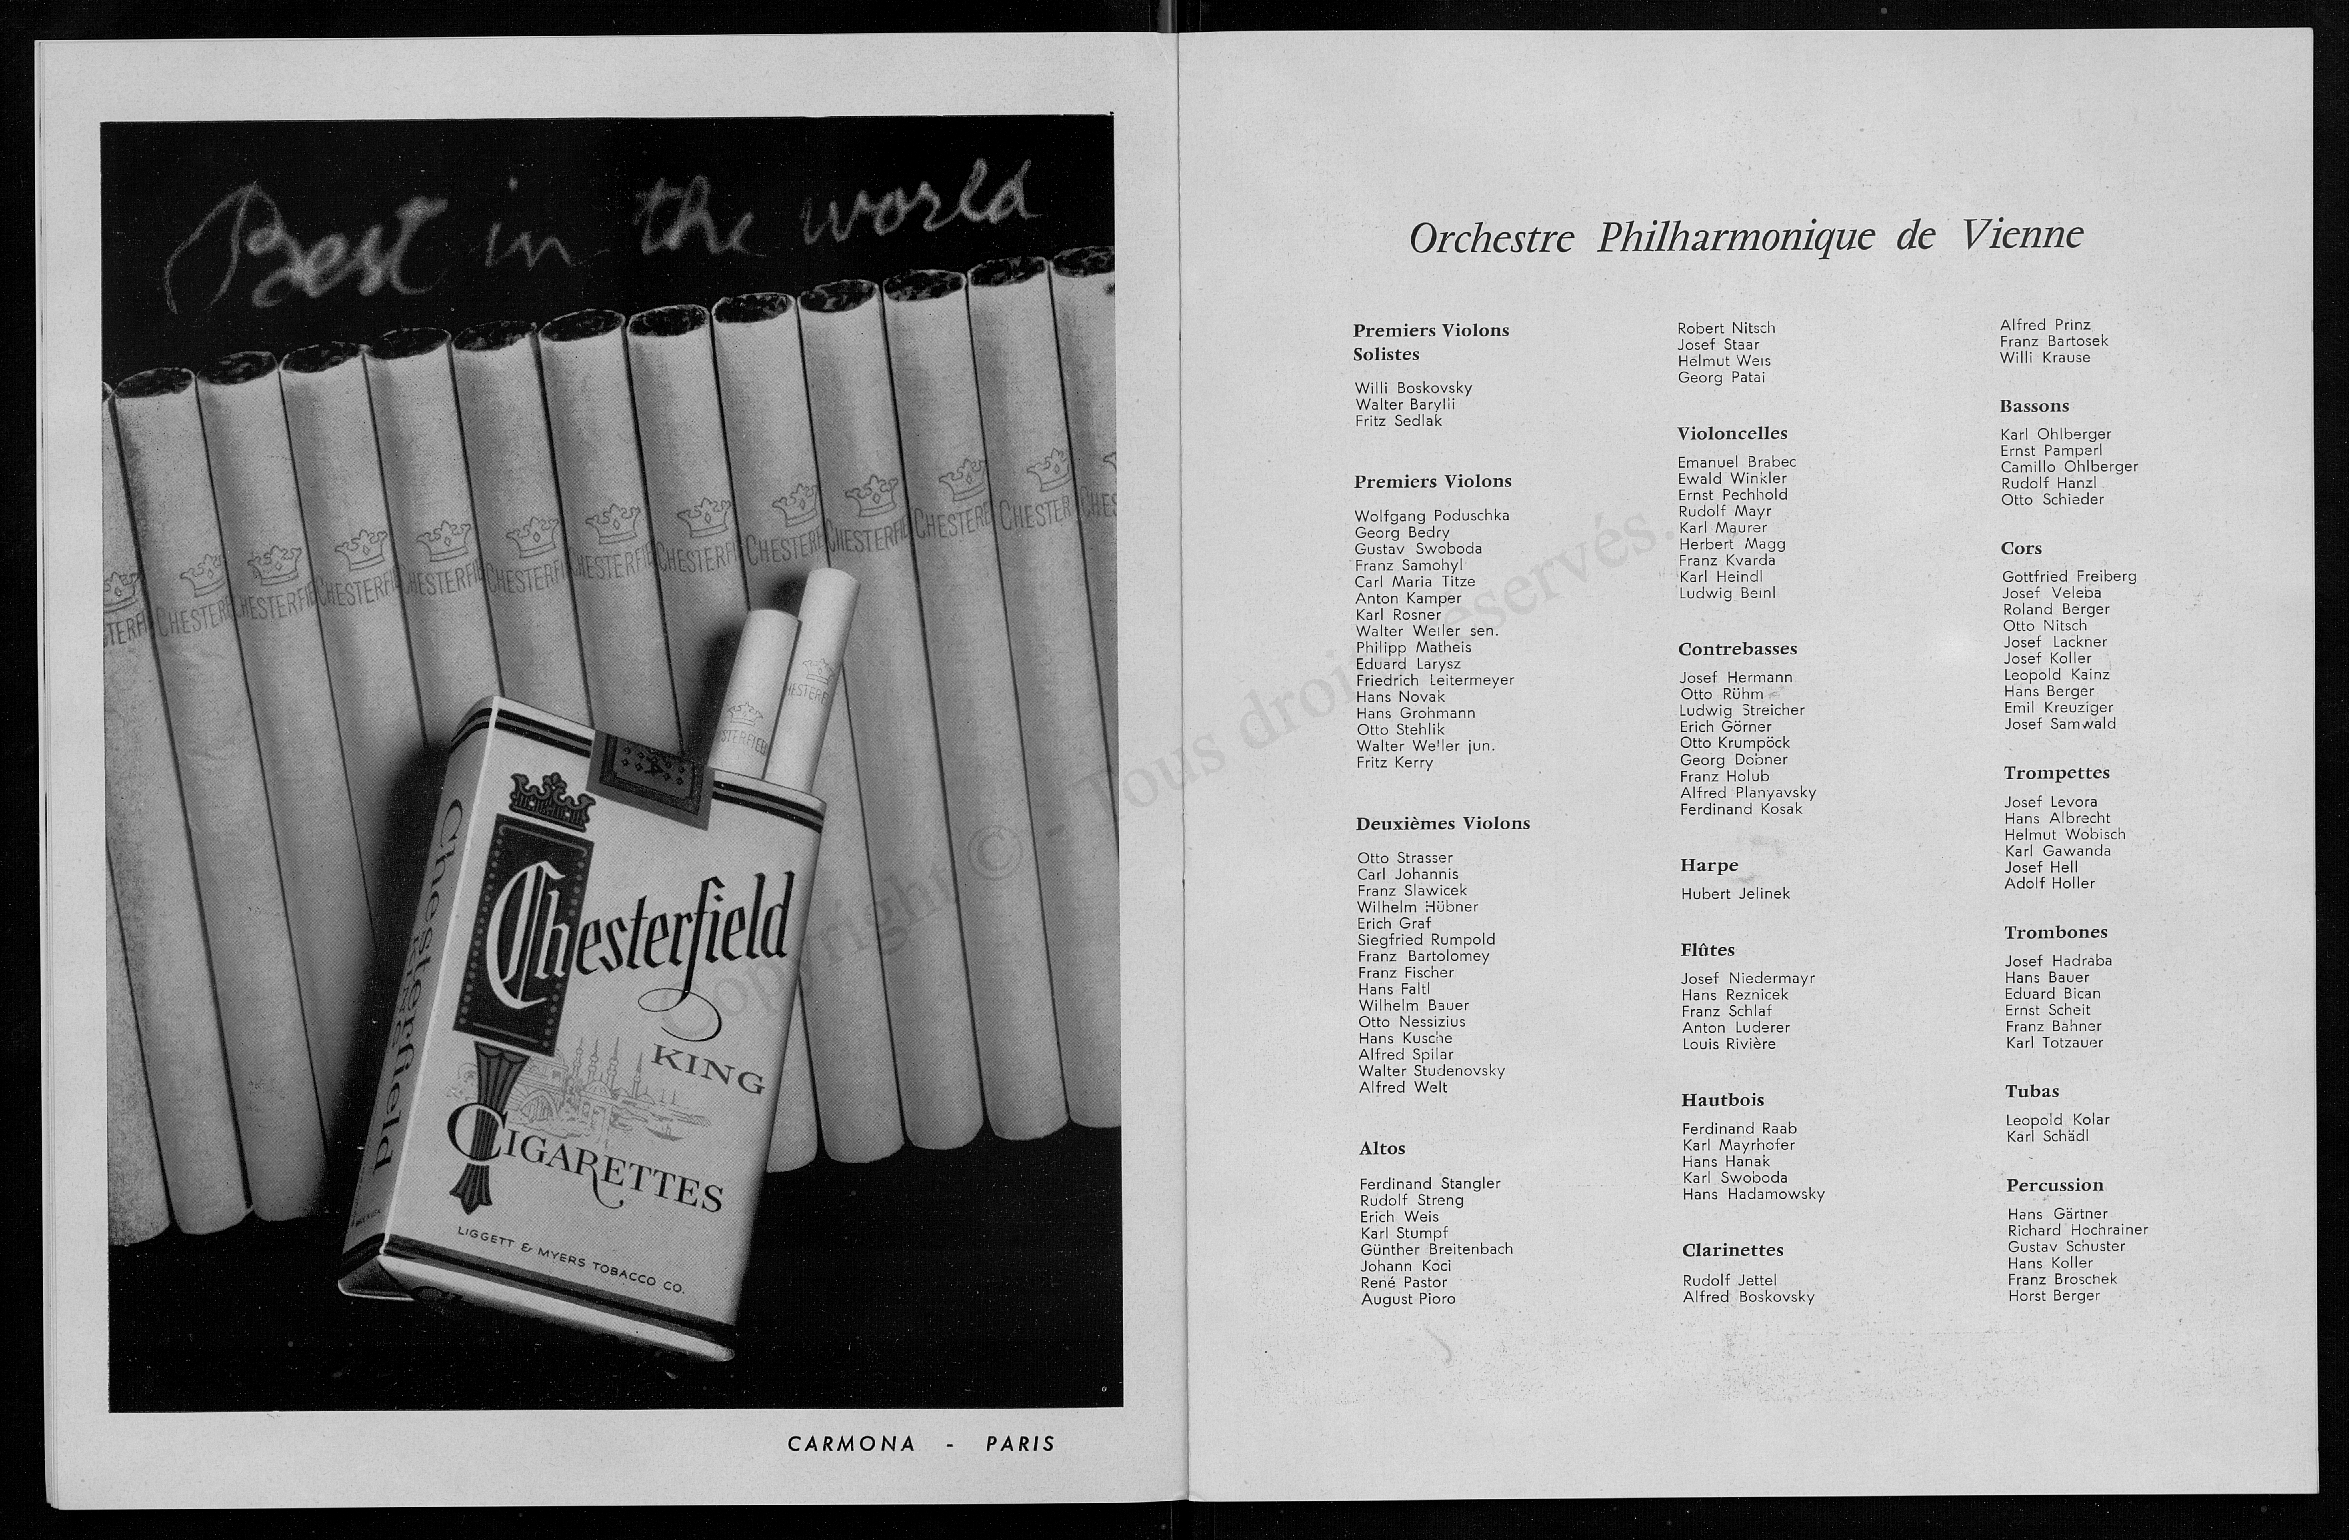 Best in the world
Chesterfield
Chesterfield
KING
CIGARETTES
LIGGETT & MYERS TOBACCO CO.
CARMONA - PARIS
Orchestre Philharmonique de Vienne
Premiers Violons
Solistes
Willi Boskovsky
Walter Barylli
Fritz Sedlak
Premiers Violons
Wolfgang Poduschka
Georg Bedry
Gustav Swoboda
Franz Samohyl
Carl Maria Titze
Anton Kamper
Karl Rosner
Walter Weller sen.
Philipp Matheis
Eduard Larysz
Friedrich Leitermeyer
Hans Novak
Hans Grohmann
Otto Stehlik
Walter Weller jun.
Fritz Kerry
Deuxièmes Violons
Otto Strasser
Carl Johannis
Franz Slawicek
Wilhelm Hübner
Erich Graf
Siegfried Rumpold
Franz Bartolomey
Franz Fischer
Hans Faltl
Wilhelm Bauer
Otto Nessizius
Hans Kusche
Alfred Spilar
Walter Studenovsky
Alfred Welt
Altos
Ferdinand Stangler
Rudolf Streng
Erich Weis
Karl Stumpf
Günther Breitenbach
Johann Koci
René Pastor
August Pioro
Robert Nitsch
Josef Staar
Helmut Weis
Georg Patai
Violoncelles
Emanuel Brabec
Ewald Winkler
Ernst Pechhold
Rudolf Mayr
Karl Maurer
Herbert Magg
Franz Kvarda
Karl Heindl
Ludwig Beinl
Contrebasses
Josef Hermann
Otto Rühm
Ludwig Streicher
Erich Görner
Otto Krumpöck
Georg Dobner
Franz Holub
Alfred Planyavsky
Ferdinand Kosak
Harpe
Hubert Jelinek
Flûtes
Josef Niedermayr
Hans Reznicek
Franz Schlaf
Anton Luderer
Louis Rivière
Hautbois
Ferdinand Raab
Karl Mayrhofer
Hans Hanak
Karl Swoboda
Hans Hadamowsky
Clarinettes
Rudolf Jettel
Alfred Boskovsky
Alfred Prinz
Franz Bartosek
Willi Krause
Bassons
Karl Ohlberger
Ernst Pamperl
Camillo Ohlberger
Rudolf Hanzl
Otto Schieder
Cors
Gottfried Freiberg
Josef Veleba
Roland Berger
Otto Nitsch
Josef Lackner
Josef Koller
Leopold Kainz
Hans Berger
Emil Kreuziger
Josef Samwald
Trompettes
Josef Levora
Hans Albrecht
Helmut Wobisch
Karl Gawanda
Josef Hell
Adolf Holler
Trombones
Josef Hadraba
Hans Bauer
Eduard Bican
Ernst Scheit
Franz Bahner
Karl Totzauer
Tubas
Leopold Kolar
Karl Schädl
Percussion
Hans Gärtner
Richard Hochrainer
Gustav Schuster
Hans Koller
Franz Broschek
Horst Berger
Copyright © - Tous droits réservés.